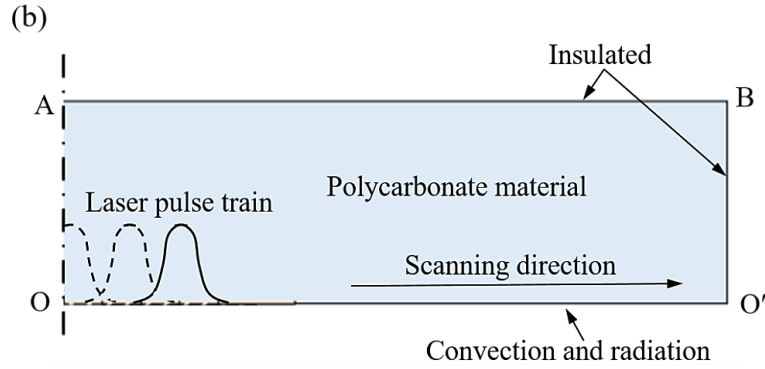 (b)
Insulated
A
B
Polycarbonate material
Laser pulse train
Scanning direction
O
O′
Convection and radiation